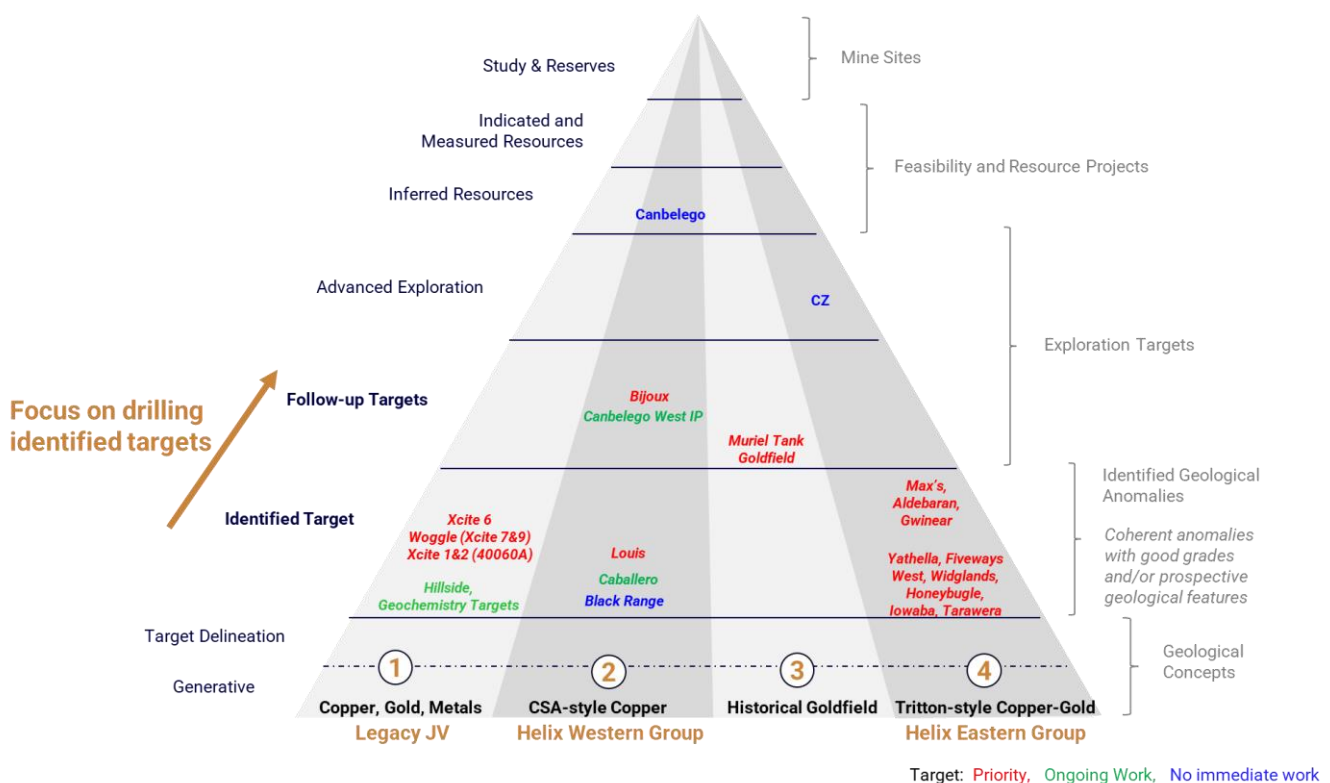 Study & Reserves
Mine Sites
Indicated and
Measured Resources
Feasibility and Resource Projects
Inferred Resources
Canbelego
Advanced Exploration
CZ
Exploration Targets
Focus on drilling
identified targets
Follow-up Targets
Bijoux
Canbelego West IP
Muriel Tank
Goldfield
Identified Geological
Anomalies
Coherent anomalies
with good grades
and/or prospective
geological features
Identified Target
Xcite 6
Woggle (Xcite 7&9)
Xcite 1&2 (40060A)
Hillside,
Geochemistry Targets
Louis
Caballero
Black Range
Max's,
Aldebaran,
Gwinear
Yathella, Fiveways
West, Widglands,
Honeybugle,
Iowaba, Tarawera
Target Delineation
Generative
Geological
Concepts
1
2
3
4
Copper, Gold, Metals
CSA-style Copper
Historical Goldfield
Tritton-style Copper-Gold
Legacy JV
Helix Western Group
Helix Eastern Group
Target: Priority, Ongoing Work, No immediate work